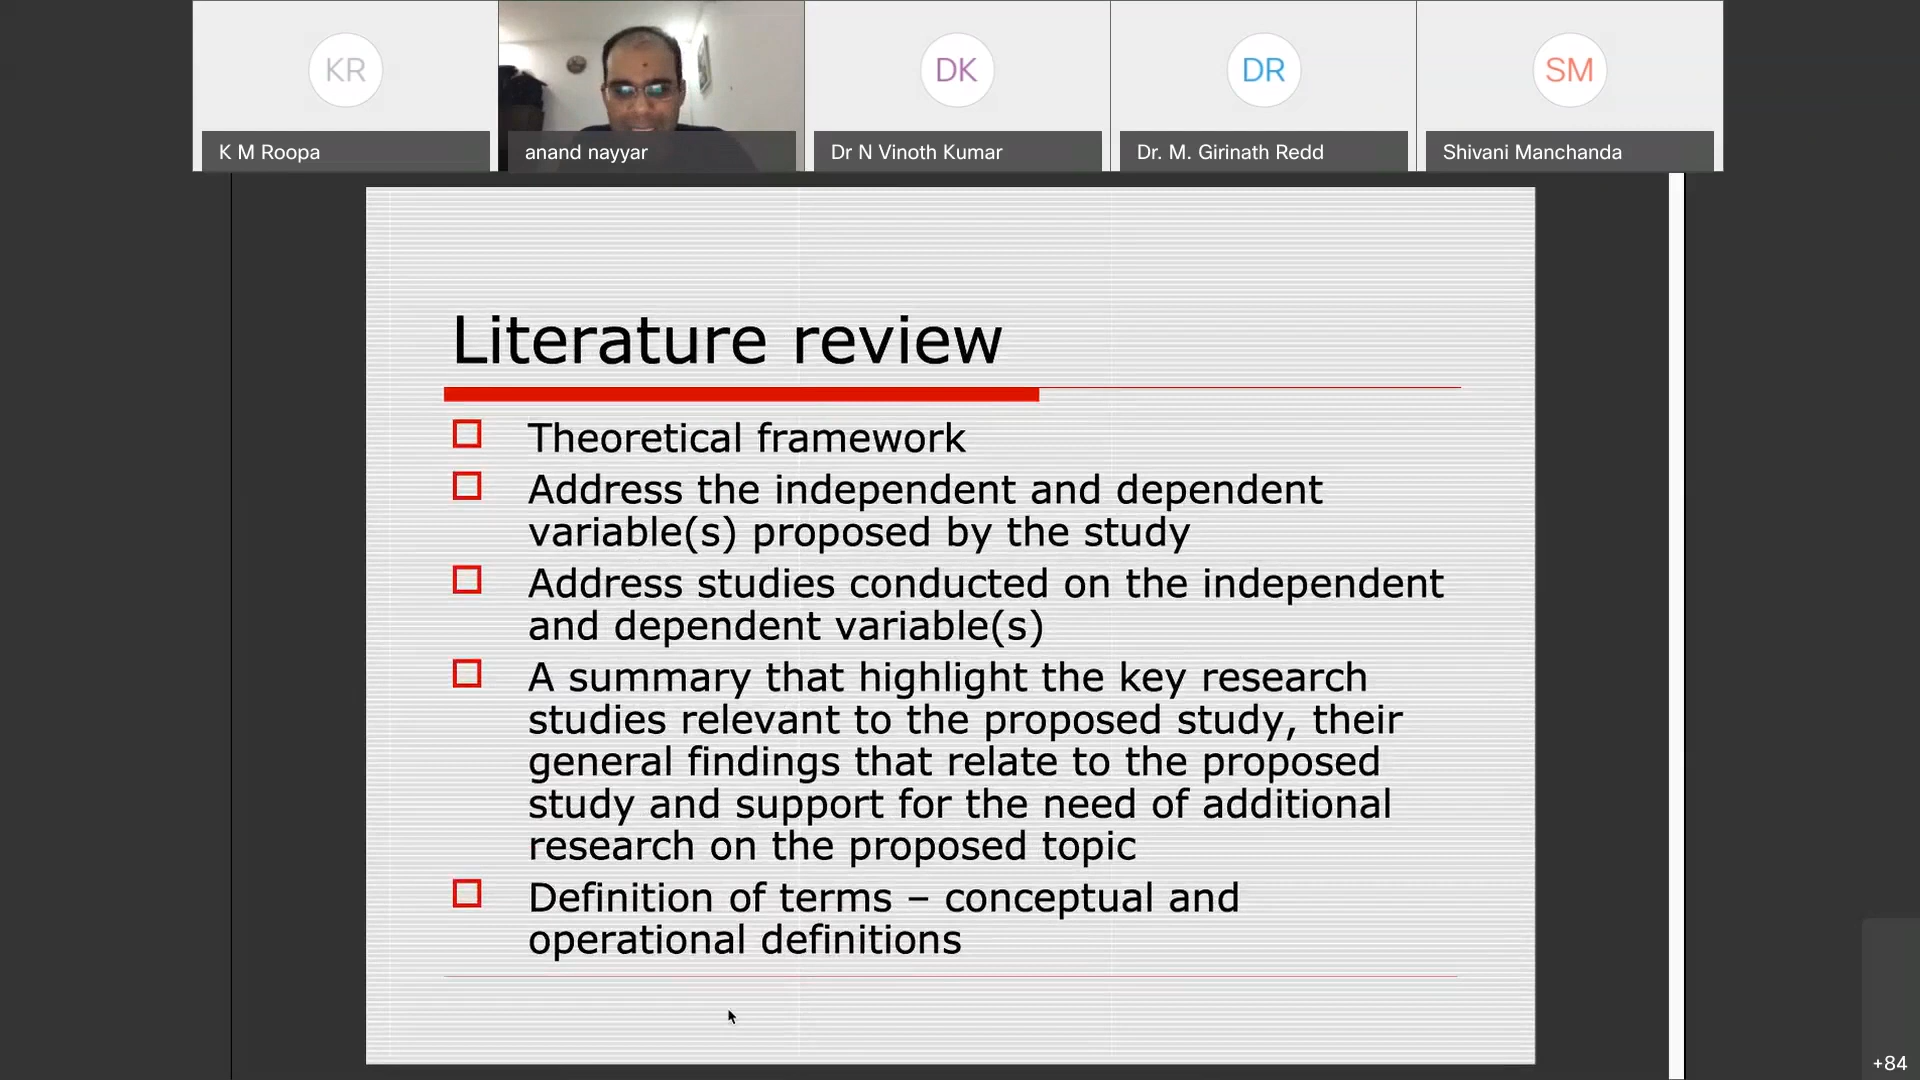 KR
DK
DR
SM
K M Roopa
anand nayyar
Dr N Vinoth Kumar
Dr. M. Girinath Redd
Shivani Manchanda
Literature review
Theoretical framework
Address the independent and dependent
variable(s) proposed by the study
Address studies conducted on the independent
and dependent variable(s)
A summary that highlight the key research
studies relevant to the proposed study, their
general findings that relate to the proposed
study and support for the need of additional
research on the proposed topic
Definition of terms – conceptual and
operational definitions
+84